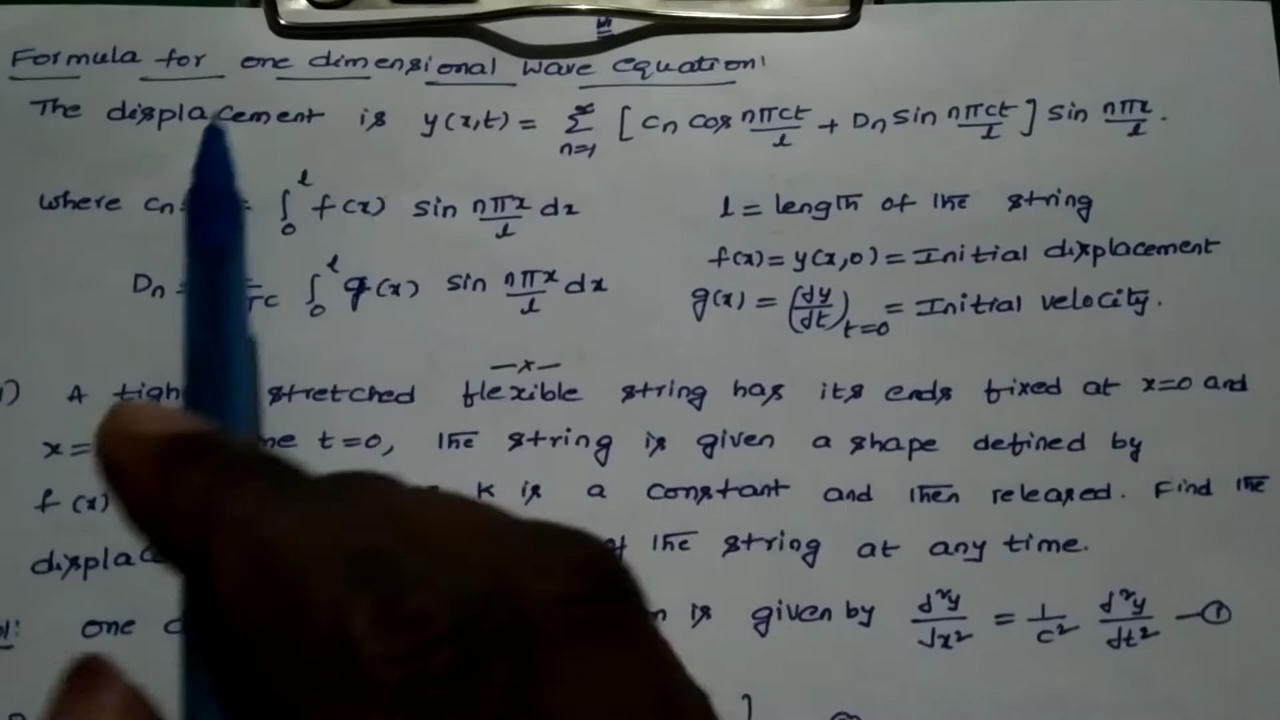 Formula for one dimensional wave equation:
The displacement is y(x,t) = ∞ Σ n=1 [Cn cos nπct/l + Dn sin nπct/l] sin nπx/l.
where Cn = ∫₀ˡ f(x) sin nπx/l dx
l = length of the string
f(x) = y(x,0) = Initial displacement
Dn = ∫₀ˡ g(x) sin nπx/l dx
g(x) = (dy/dt)t=0 = Initial velocity.
—x—
1) A stretched flexible string has its ends fixed at x=0 and
x= t=0, the string is given a shape defined by
f(x) K is a constant and then released. Find the
the string at any time.
one is given by d²y/dx² = 1/c² d²y/dt² —①